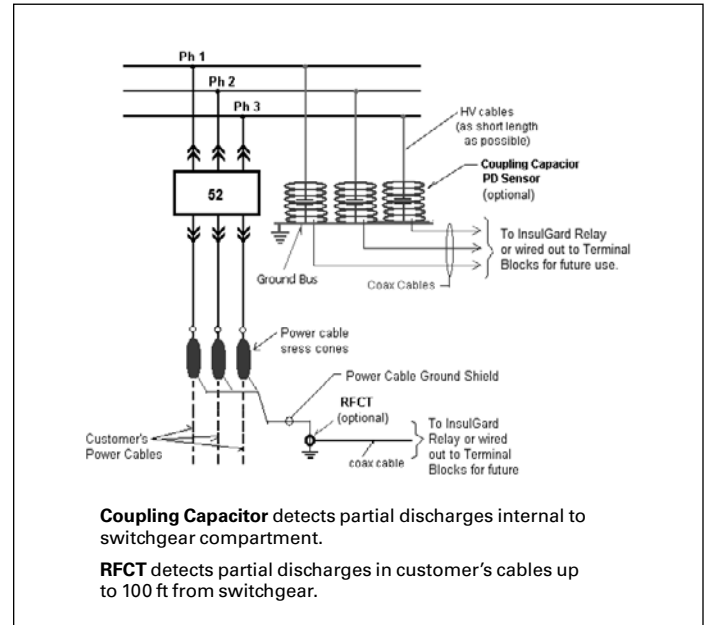 Ph 1
Ph 2
Ph 3
HV cables
(as short length
as possible)
Coupling Capacior
PD Sensor
(optional)
52
To InsulGard Relay
or wired out to Terminal
Blocks for future use.
Ground Bus
Coax Cables
Power cable
sress cones
Power Cable Ground Shield
RFCT
(optional)
To InsulGard
Relay or wired
out to Terminal
Blocks for future
Customer's
Power Cables
coax cable
Coupling Capacitor detects partial discharges internal to
switchgear compartment.
RFCT detects partial discharges in customer’s cables up
to 100 ft from switchgear.